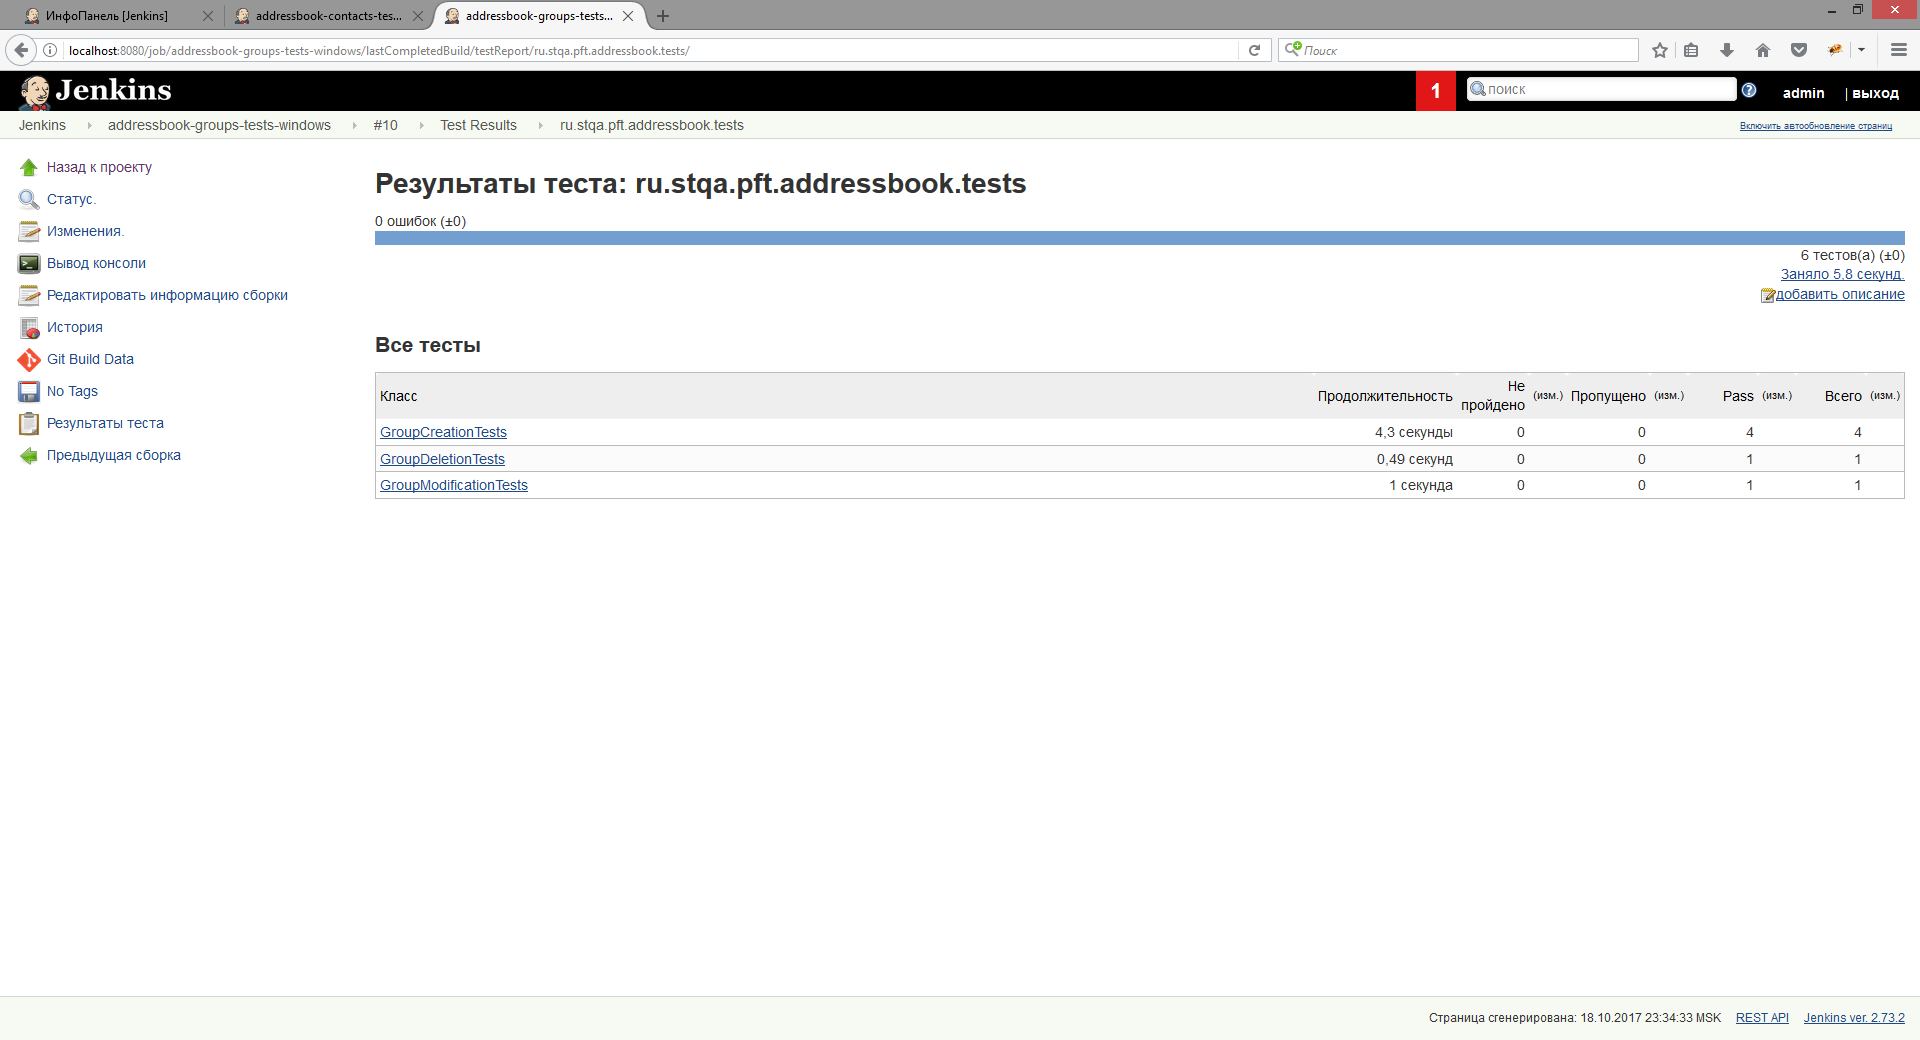 ИнфоПанель [Jenkins]
addressbook-contacts-tes...
addressbook-groups-tests...
localhost:8080/job/addressbook-groups-tests-windows/lastCompletedBuild/testReport/ru.stqa.pft.addressbook.tests/
Поиск
Jenkins
1
поиск
admin
| выход
Jenkins
addressbook-groups-tests-windows
#10
Test Results
ru.stqa.pft.addressbook.tests
Включить автообновление страниц
Назад к проекту
Статус.
Изменения.
Вывод консоли
Редактировать информацию сборки
История
Git Build Data
No Tags
Результаты теста
Предыдущая сборка
Результаты теста: ru.stqa.pft.addressbook.tests
0 ошибок (±0)
6 тестов(а) (±0)
Заняло 5,8 секунд.
добавить описание
Все тесты
Класс Продолжительность Не пройдено (изм.) Пропущено (изм.) Pass (изм.) Всего (изм.)
GroupCreationTests 4,3 секунды 0 0 4 4
GroupDeletionTests 0,49 секунд 0 0 1 1
GroupModificationTests 1 секунда 0 0 1 1
Страница сгенерирована: 18.10.2017 23:34:33 MSK REST API Jenkins ver. 2.73.2